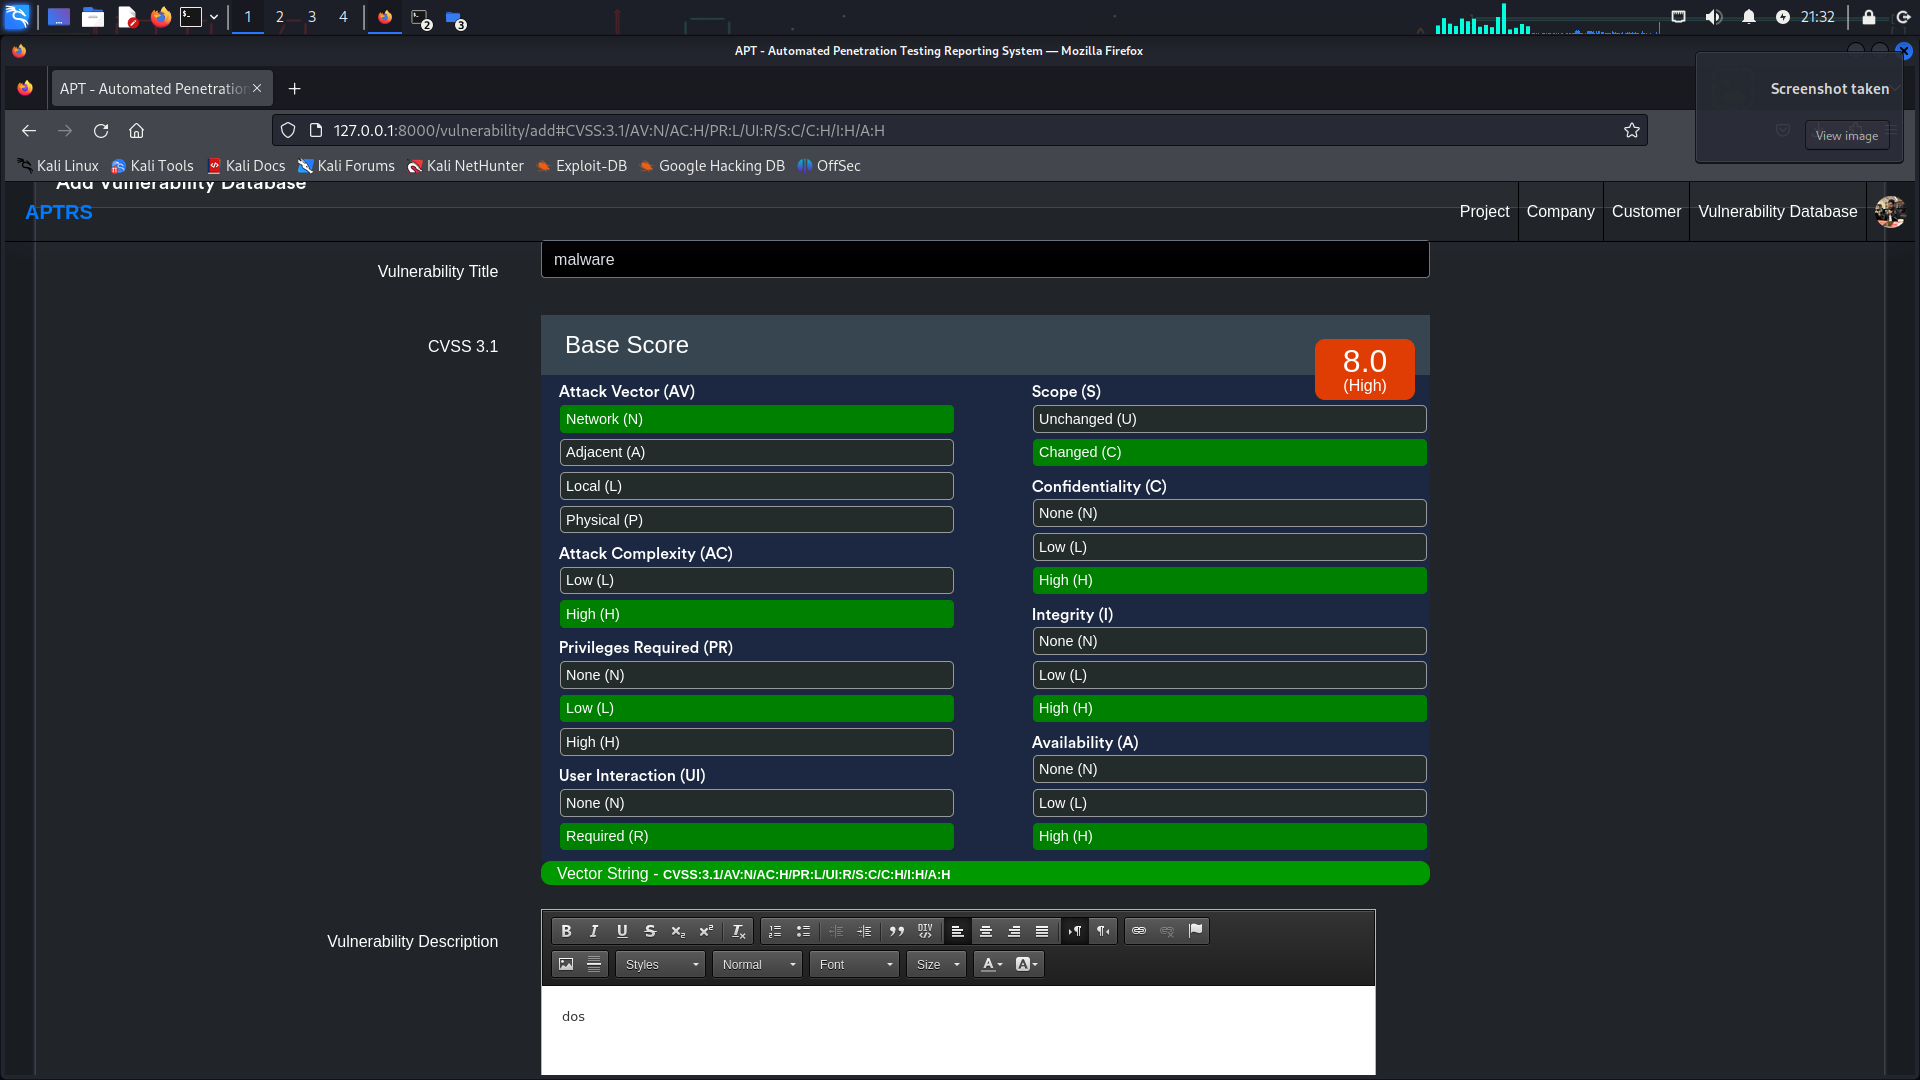 1 2 3 4 2 3 21:32
APT - Automated Penetration Testing Reporting System — Mozilla Firefox
APT - Automated Penetration
Screenshot taken
127.0.0.1:8000/vulnerability/add#CVSS:3.1/AV:N/AC:H/PR:L/UI:R/S:C/C:H/I:H/A:H
View image
Kali Linux Kali Tools Kali Docs Kali Forums Kali NetHunter Exploit-DB Google Hacking DB OffSec
Add Vulnerability Database
APTRS Project Company Customer Vulnerability Database
Vulnerability Title malware
CVSS 3.1
Base Score
8.0
(High)
Attack Vector (AV)
Network (N)
Adjacent (A)
Local (L)
Physical (P)
Attack Complexity (AC)
Low (L)
High (H)
Privileges Required (PR)
None (N)
Low (L)
High (H)
User Interaction (UI)
None (N)
Required (R)
Scope (S)
Unchanged (U)
Changed (C)
Confidentiality (C)
None (N)
Low (L)
High (H)
Integrity (I)
None (N)
Low (L)
High (H)
Availability (A)
None (N)
Low (L)
High (H)
Vector String - CVSS:3.1/AV:N/AC:H/PR:L/UI:R/S:C/C:H/I:H/A:H
Vulnerability Description
Styles Normal Font Size
dos